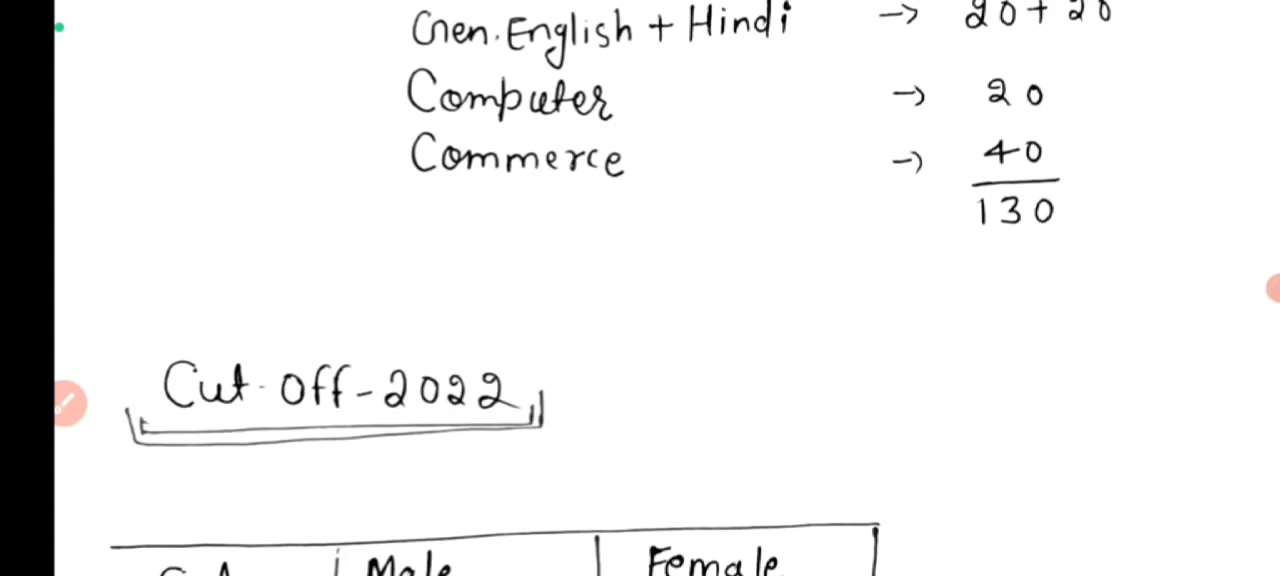 Gen. English + Hindi → 20 + 20
Computer → 20
Commerce → 40
130
Cut-off-2022
Male Female